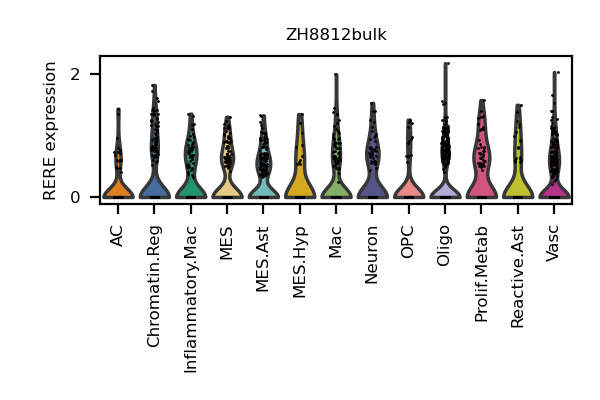 ZH8812bulk
RERE expression
2
0
AC
Chromatin.Reg
Inflammatory.Mac
MES
MES.Ast
MES.Hyp
Mac
Neuron
OPC
Oligo
Prolif.Metab
Reactive.Ast
Vasc